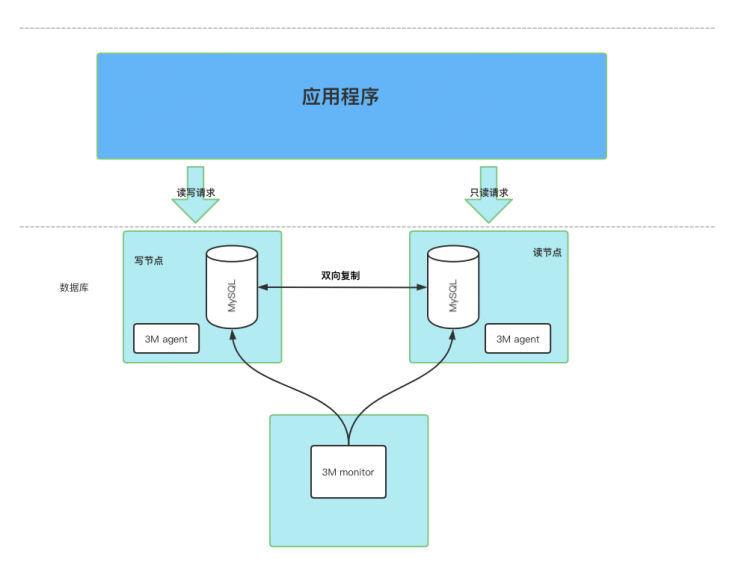 应用程序
读写请求
只读请求
写节点
读节点
双向复制
数据库
MySQL
MySQL
3M agent
3M agent
3M monitor